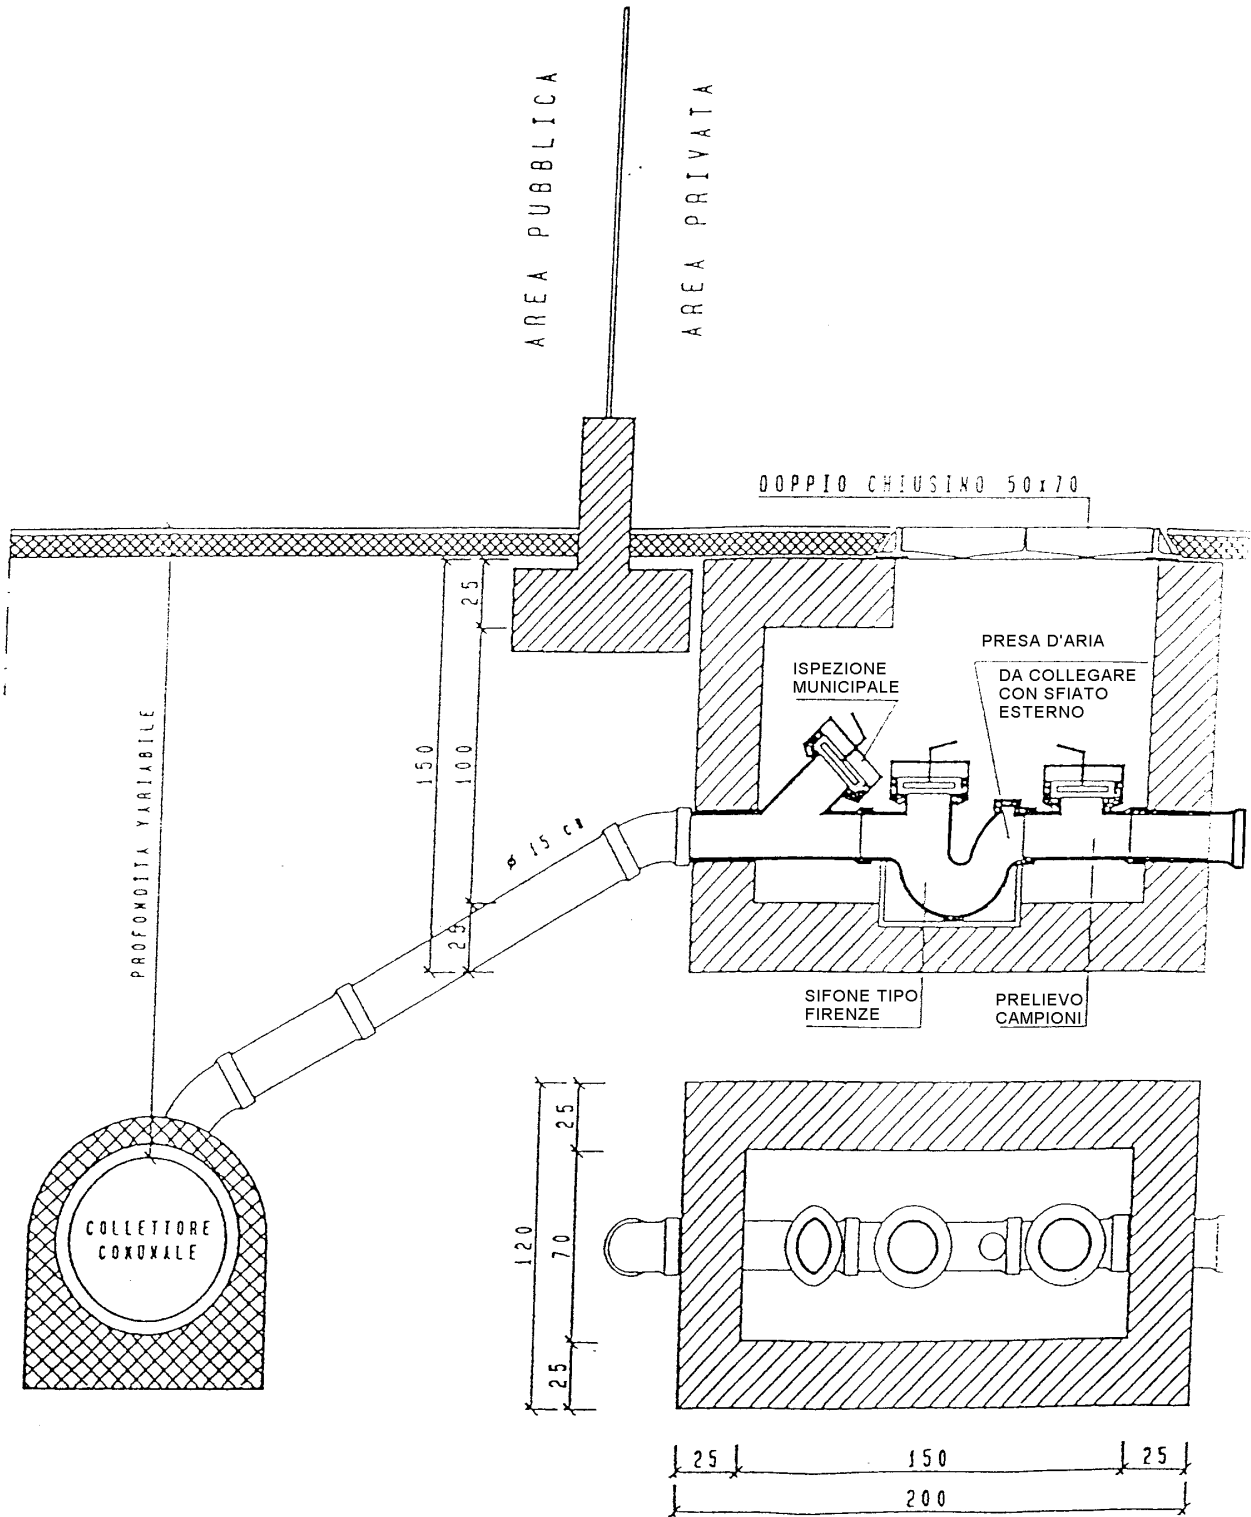 AREA PUBBLICA
AREA PRIVATA
DOPPIO CHIUSINO 50x70
25
100
150
25
PRESA D'ARIA
DA COLLEGARE
CON SFIATO
ESTERNO
ISPEZIONE
MUNICIPALE
PROFONDITA VARIABILE
ø 15 cm
SIFONE TIPO
FIRENZE
PRELIEVO
CAMPIONI
COLLETTORE
COMUNALE
25
120
70
25
25
150
25
200